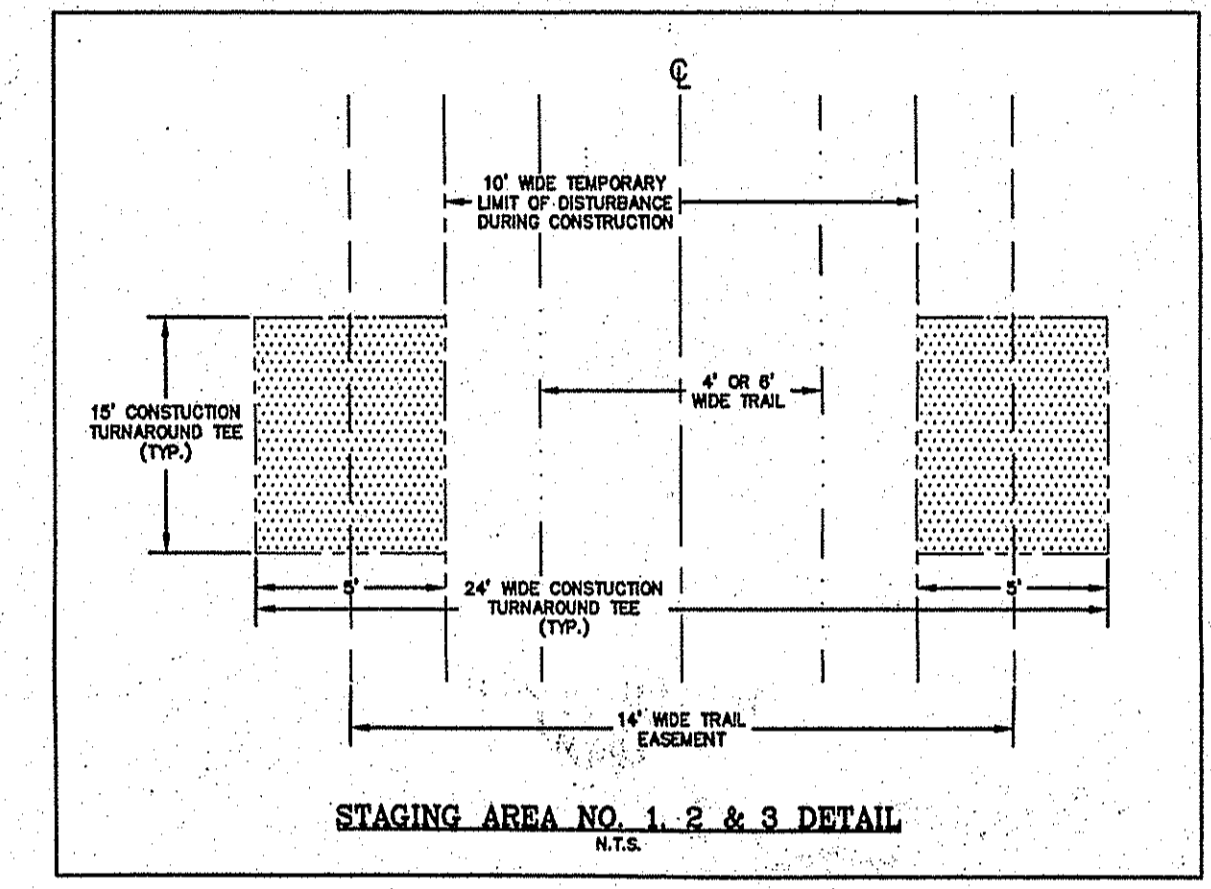 ℄
10' WIDE TEMPORARY
LIMIT OF DISTURBANCE
DURING CONSTRUCTION
4' OR 6'
WIDE TRAIL
15' CONSTUCTION
TURNAROUND TEE
(TYP.)
5'
24' WIDE CONSTUCTION
TURNAROUND TEE
(TYP.)
5'
14' WIDE TRAIL
EASEMENT
STAGING AREA NO. 1, 2 & 3 DETAIL
N.T.S.